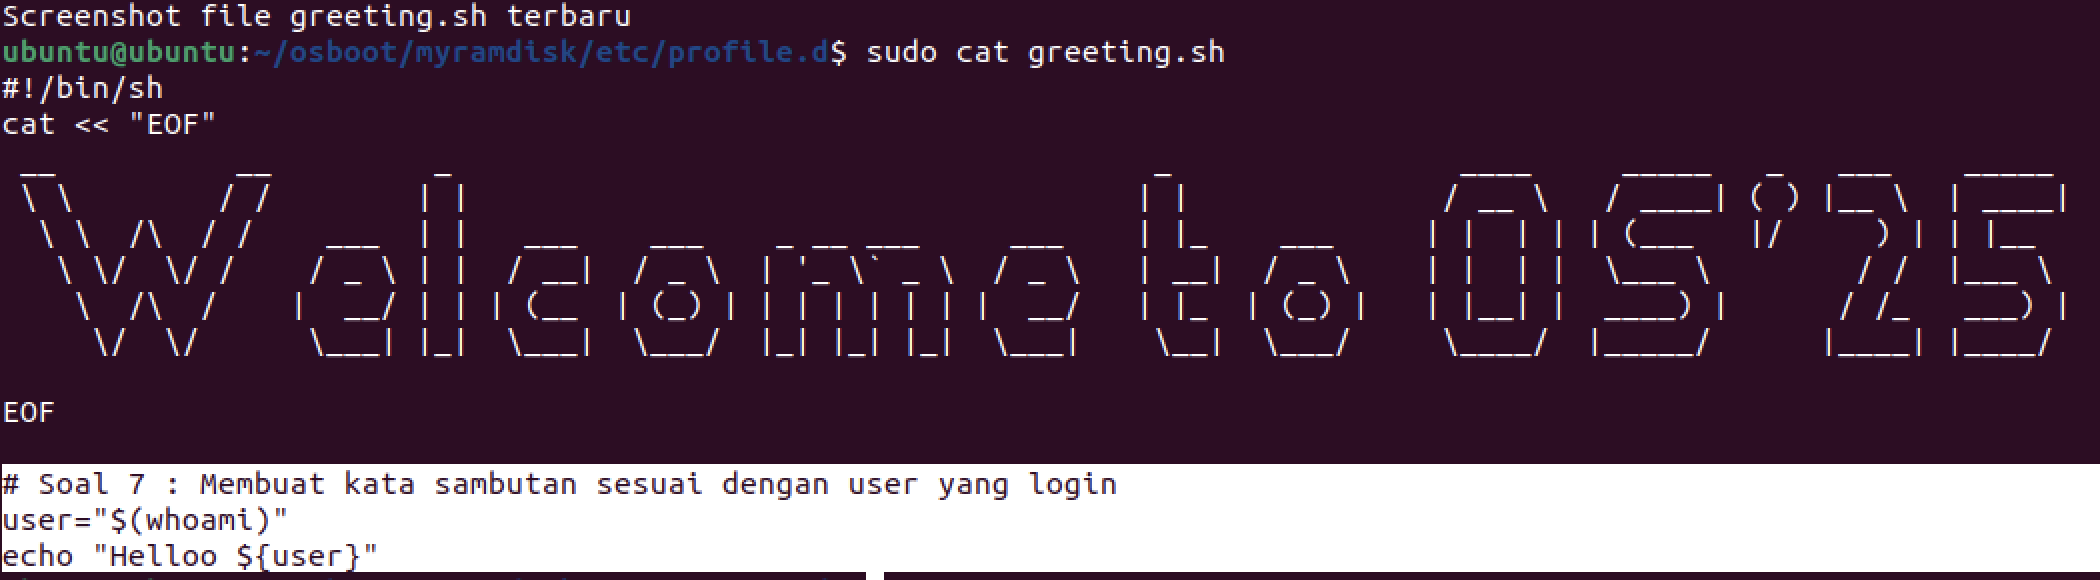 Screenshot file greeting.sh terbaru
ubuntu@ubuntu:~/osboot/myramdisk/etc/profile.d$ sudo cat greeting.sh
#!/bin/sh
cat << "EOF"
Welcome to OS'25
EOF
# Soal 7 : Membuat kata sambutan sesuai dengan user yang login
user="$(whoami)"
echo "Helloo ${user}"